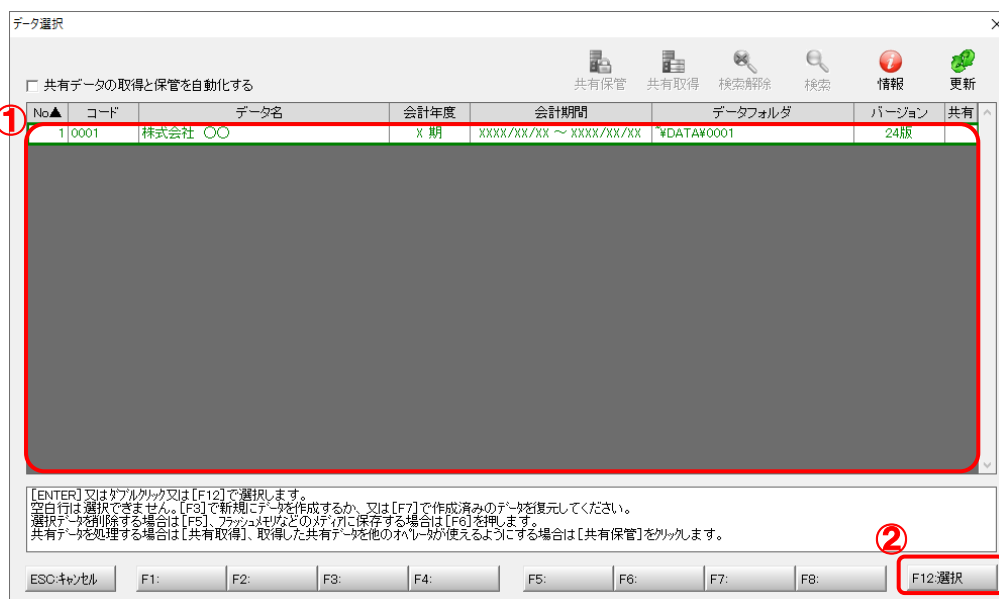 データ選択
×
共有データの取得と保管を自動化する
共有保管 共有取得 検索解除 検索 情報 更新
①
No▲ コード データ名 会計年度 会計期間 データフォルダ バージョン 共有
1 0001 株式会社 ○○ X 期 XXXX/XX/XX ～ XXXX/XX/XX ~¥DATA¥0001 24版
[ENTER]又はダブルクリック又は[F12]で選択します。
空白行は選択できません。[F3]で新規にデータを作成するか、又は[F7]で作成済みのデータを復元してください。
選択データを削除する場合は[F5]、フラッシュメモリなどのメディアに保存する場合は[F6]を押します。
共有データを処理する場合は[共有取得]、取得した共有データを他のオペレータが使えるようにする場合は[共有保管]をクリックします。
②
ESC:キャンセル F1: F2: F3: F4: F5: F6: F7: F8: F12:選択